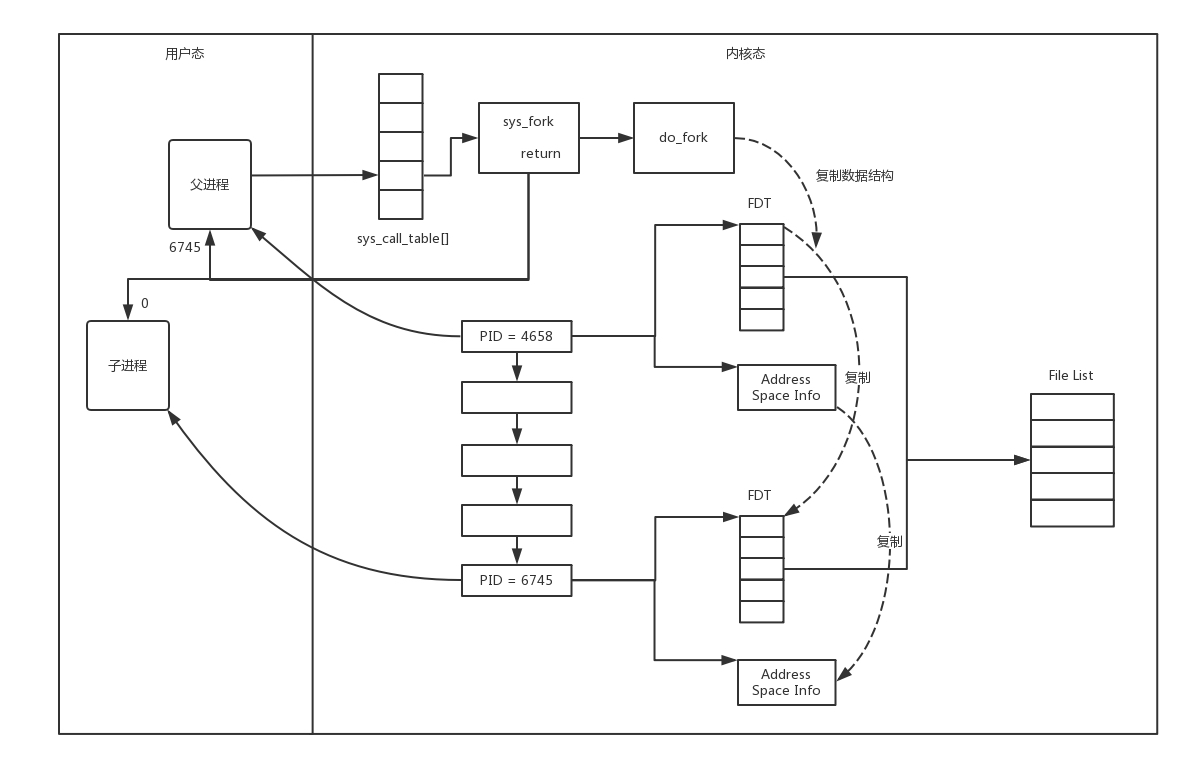 用户态
内核态
sys_fork
return
do_fork
父进程
复制数据结构
FDT
sys_call_table[]
6745
0
PID = 4658
子进程
Address
Space Info
复制
File List
FDT
复制
PID = 6745
Address
Space Info